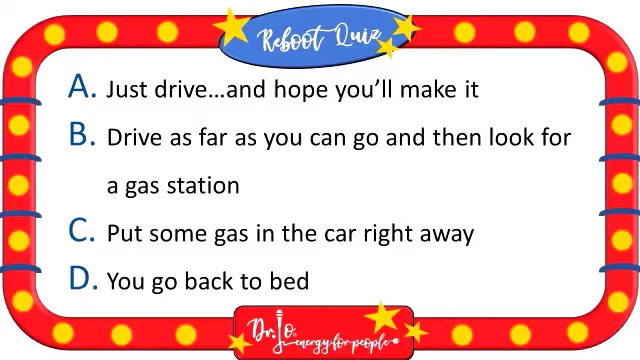 Reboot Quiz
A. Just drive...and hope you'll make it
B. Drive as far as you can go and then look for
a gas station
C. Put some gas in the car right away
D. You go back to bed
Dr. Jo®
energy for people